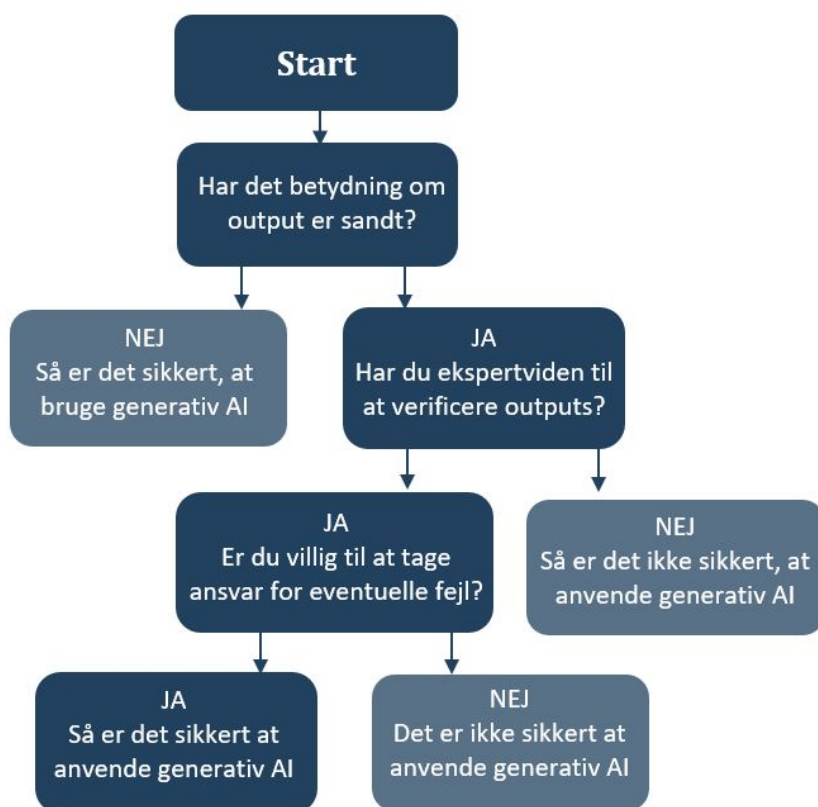 Start
Har det betydning om
output er sandt?
NEJ
Så er det sikkert, at
bruge generativ AI
JA
Har du ekspertviden til
at verificere outputs?
JA
Er du villig til at tage
ansvar for eventuelle fejl?
NEJ
Så er det ikke sikkert, at
anvende generativ AI
JA
Så er det sikkert at
anvende generativ AI
NEJ
Det er ikke sikkert at
anvende generativ AI